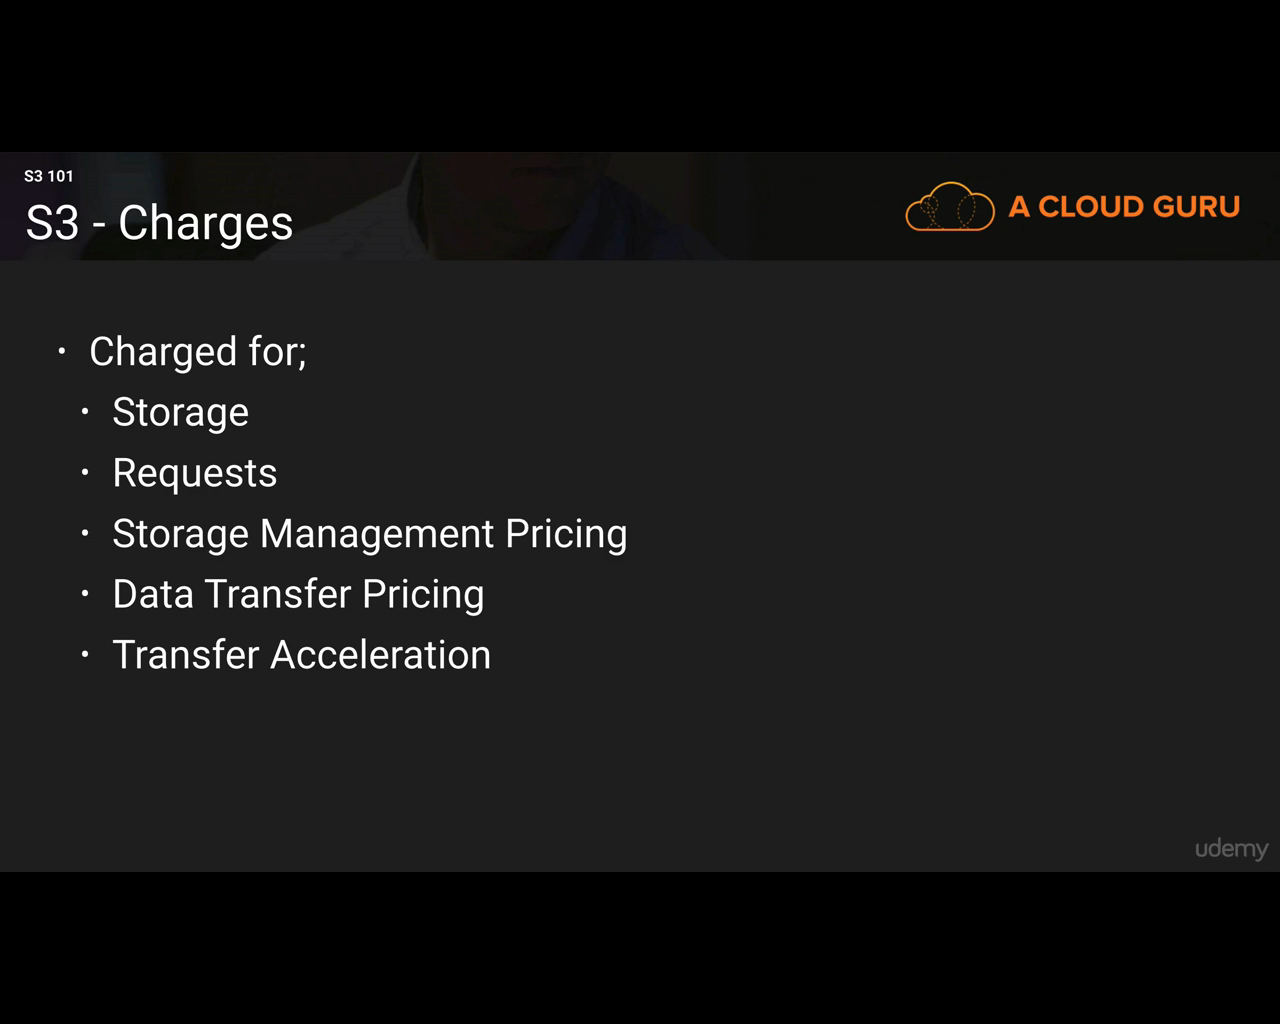 S3 101
S3 - Charges
A CLOUD GURU
• Charged for;
• Storage
• Requests
• Storage Management Pricing
• Data Transfer Pricing
• Transfer Acceleration
udemy